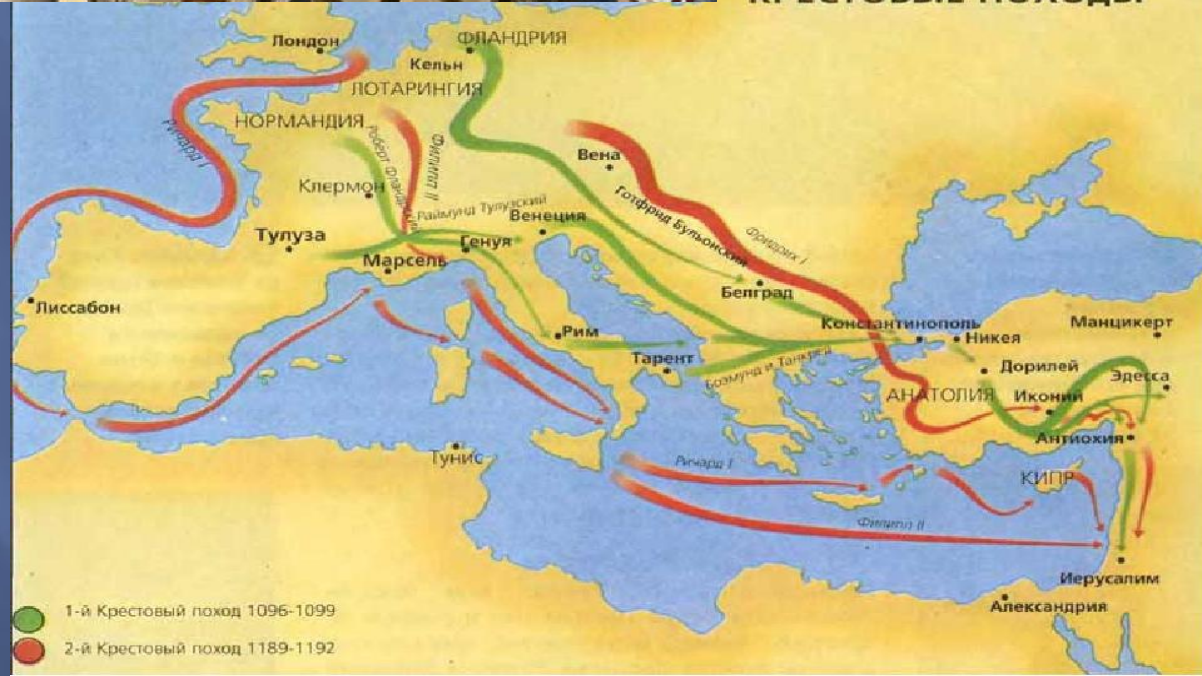 КРЕСТОВЫЕ ПОХОДЫ
Лондон
ФЛАНДРИЯ
Кельн
ЛОТАРИНГИЯ
НОРМАНДИЯ
Ричард I
Роберт Фландрский
Филипп II
Вена
Клермон
Готфрид Бульонский
Раймунд Тулузский
Венеция
Фридрих I
Тулуза
Генуя
Марсель
Белград
Лиссабон
Константинополь
Манцикерт
Рим
Никея
Тарент
Боэмунд и Танкред
Дорилей
Эдесса
АНАТОЛИЯ
Иконий
Антиохия
Тунис
Ричард I
КИПР
Филипп II
Иерусалим
Александрия
1-й Крестовый поход 1096-1099
2-й Крестовый поход 1189-1192